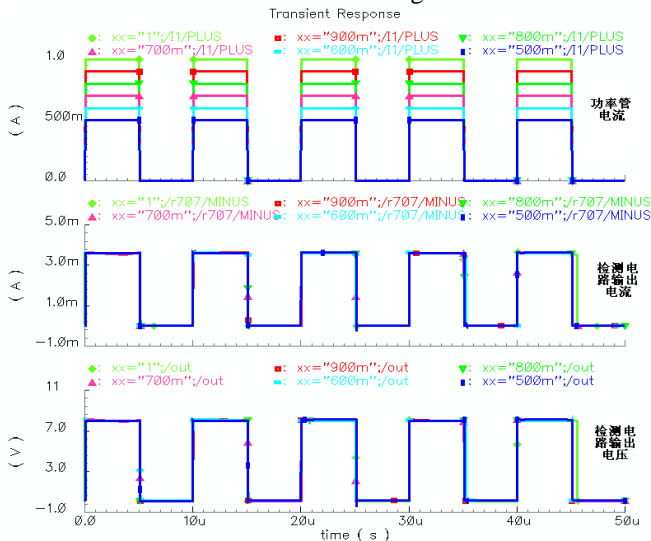 Transient Response
◆: xx="1";/I1/PLUS ▣: xx="900m";/I1/PLUS ▼: xx="800m";/I1/PLUS
▲: xx="700m";/I1/PLUS : xx="600m";/I1/PLUS ■: xx="500m";/I1/PLUS
1.0
500m
0.0
(A)
功率管
电流
◆: xx="1";/r707/MINUS ▣: xx="900m";/r707/MINUS ▼: xx="800m";/r707/MINUS
▲: xx="700m";/r707/MINUS : xx="600m";/r707/MINUS ■: xx="500m";/r707/MINUS
5.0m
3.0m
1.0m
-1.0m
(A)
检测电
路输出
电流
◆: xx="1";/out ▣: xx="900m";/out ▼: xx="800m";/out
▲: xx="700m";/out : xx="600m";/out ■: xx="500m";/out
11
7.0
3.0
-1.0
(V)
检测电
路输出
电压
0.0 10u 20u 30u 40u 50u
time (s)